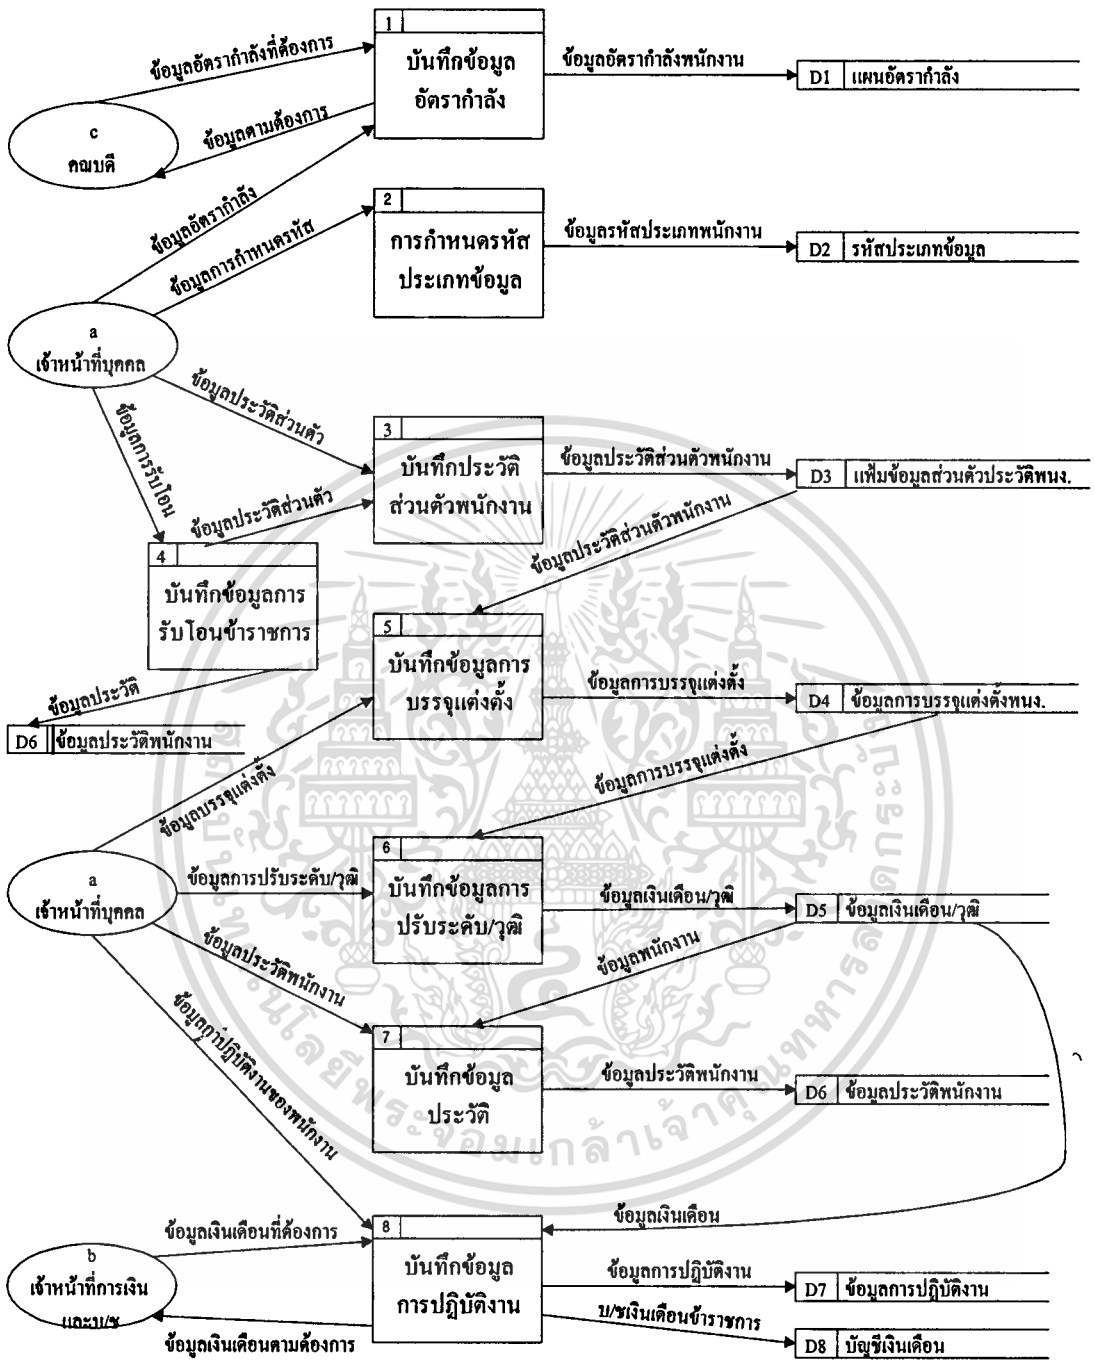 1
บันทึกข้อมูล
อัตรากำลัง
ข้อมูลอัตรากำลังที่ต้องการ
ข้อมูลอัตรากำลังพนักงาน
D1 แผนอัตรากำลัง
c
คณบดี
ข้อมูลตามต้องการ
ข้อมูลอัตรากำลัง
2
การกำหนดรหัส
ประเภทข้อมูล
ข้อมูลการกำหนดรหัส
ข้อมูลรหัสประเภทพนักงาน
D2 รหัสประเภทข้อมูล
a
เจ้าหน้าที่บุคคล
ข้อมูลประวัติส่วนตัว
ข้อมูลการรับโอน
3
บันทึกประวัติ
ส่วนตัวพนักงาน
ข้อมูลประวัติส่วนตัวพนักงาน
D3 แฟ้มข้อมูลส่วนตัวประวัติพนง.
ข้อมูลประวัติส่วนตัว
ข้อมูลประวัติส่วนตัวพนักงาน
4
บันทึกข้อมูลการ
รับโอนข้าราชการ
5
บันทึกข้อมูลการ
บรรจุแต่งตั้ง
ข้อมูลการบรรจุแต่งตั้ง
D4 ข้อมูลการบรรจุแต่งตั้งพนง.
ข้อมูลประวัติ
D6 ข้อมูลประวัติพนักงาน
ข้อมูลบรรจุแต่งตั้ง
ข้อมูลการบรรจุแต่งตั้ง
a
เจ้าหน้าที่บุคคล
ข้อมูลการปรับระดับ/วุฒิ
6
บันทึกข้อมูลการ
ปรับระดับ/วุฒิ
ข้อมูลเงินเดือน/วุฒิ
D5 ข้อมูลเงินเดือน/วุฒิ
ข้อมูลประวัติพนักงาน
ข้อมูลพนักงาน
ข้อมูลกาปฏิบัติงานของพนักงาน
7
บันทึกข้อมูล
ประวัติ
ข้อมูลประวัติพนักงาน
D6 ข้อมูลประวัติพนักงาน
8
บันทึกข้อมูล
การปฏิบัติงาน
ข้อมูลเงินเดือน
ข้อมูลเงินเดือนที่ต้องการ
b
เจ้าหน้าที่การเงิน
และบ/ช
ข้อมูลเงินเดือนตามต้องการ
ข้อมูลการปฏิบัติงาน
D7 ข้อมูลการปฏิบัติงาน
บ/ชเงินเดือนข้าราชการ
D8 บัญชีเงินเดือน